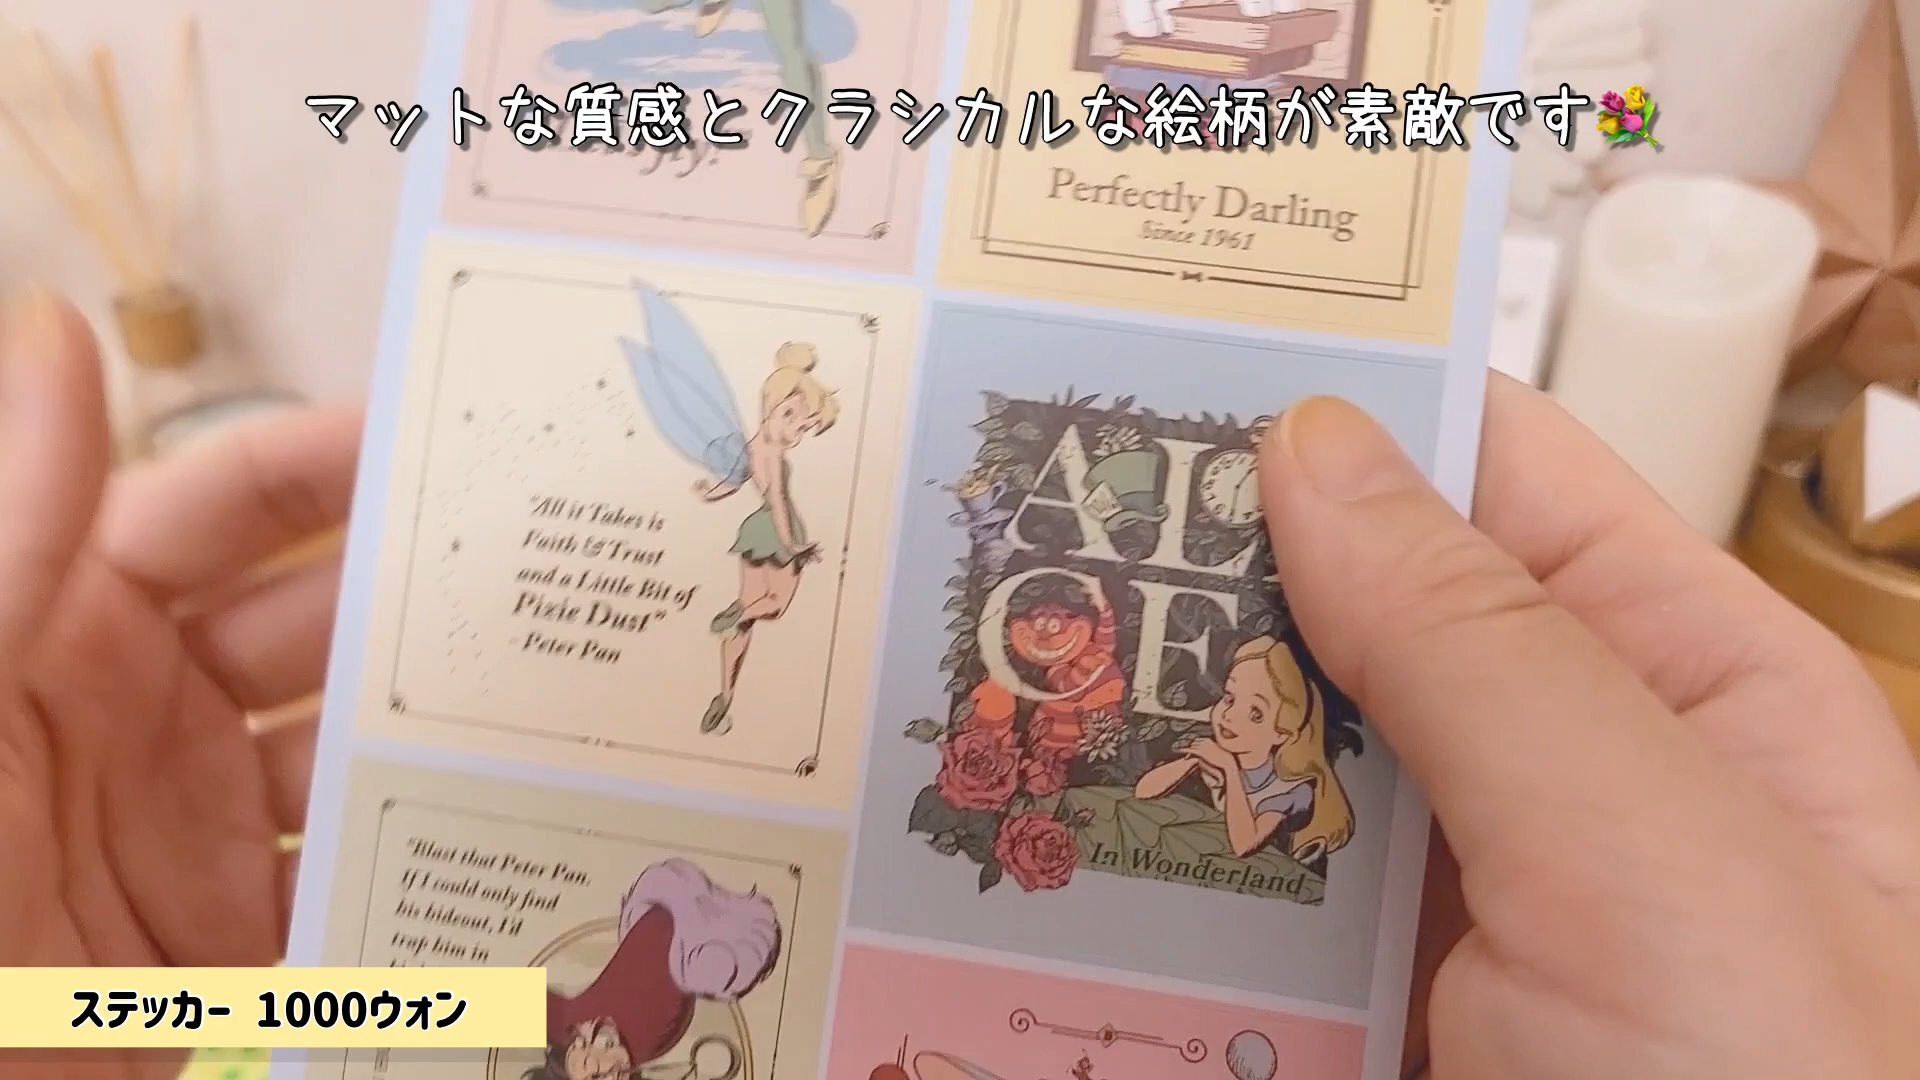 マットな質感とクラシカルな絵柄が素敵です💐
Perfectly Darling
Since 1961
"All it Takes is
Faith & Trust
and a Little Bit of
Pixie Dust"
- Peter Pan
ALICE
In Wonderland
"Blast that Peter Pan.
If I could only find
his hideout, I'd
trap him in
ステッカー 1000ウォン